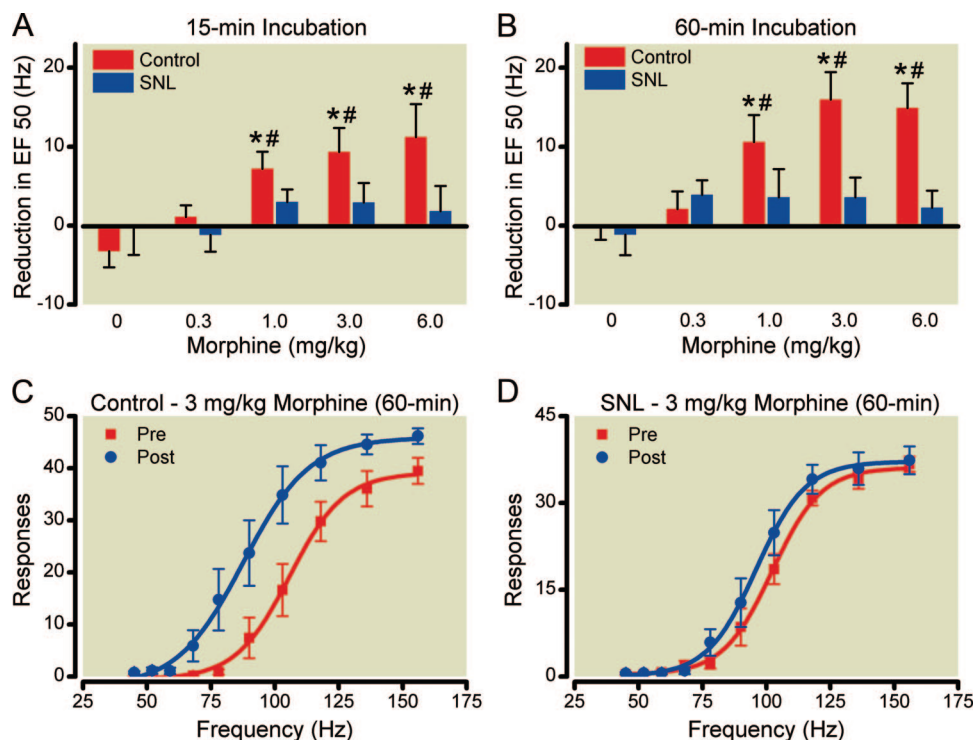 A
15-min Incubation
Reduction in EF 50 (Hz)
20
10
0
-10
Control
SNL
*#
*#
*#
0
0.3
1.0
3.0
6.0
Morphine (mg/kg)
B
60-min Incubation
Reduction in EF 50 (Hz)
20
10
0
-10
Control
SNL
*#
*#
*#
0
0.3
1.0
3.0
6.0
Morphine (mg/kg)
C
Control - 3 mg/kg Morphine (60-min)
Responses
50
40
30
20
10
0
Pre
Post
25
50
75
100
125
150
175
Frequency (Hz)
D
SNL - 3 mg/kg Morphine (60-min)
Responses
45
30
15
0
Pre
Post
25
50
75
100
125
150
175
Frequency (Hz)